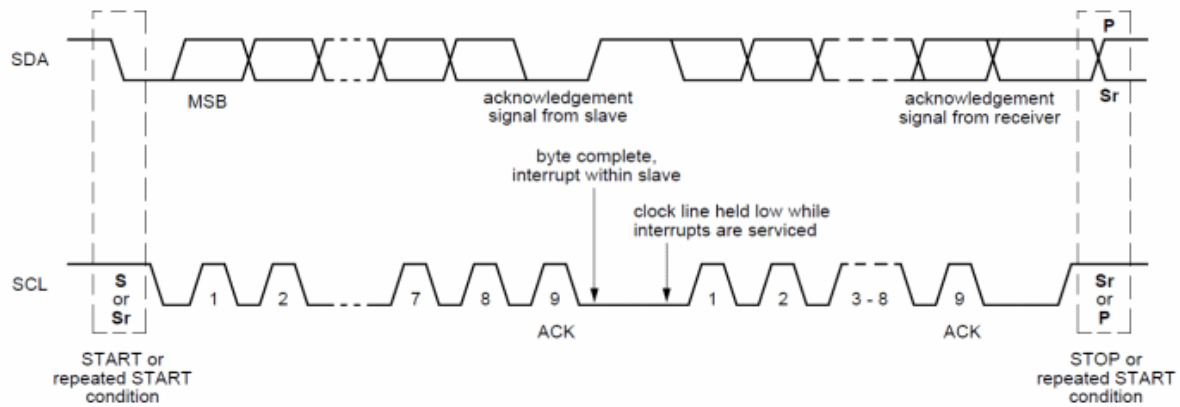 P
SDA
MSB
acknowledgement
signal from slave
acknowledgement
signal from receiver
Sr
byte complete,
interrupt within slave
clock line held low while
interrupts are serviced
SCL
S
or
Sr
1
2
7
8
9
1
2
3 - 8
9
Sr
or
P
ACK
ACK
START or
repeated START
condition
STOP or
repeated START
condition